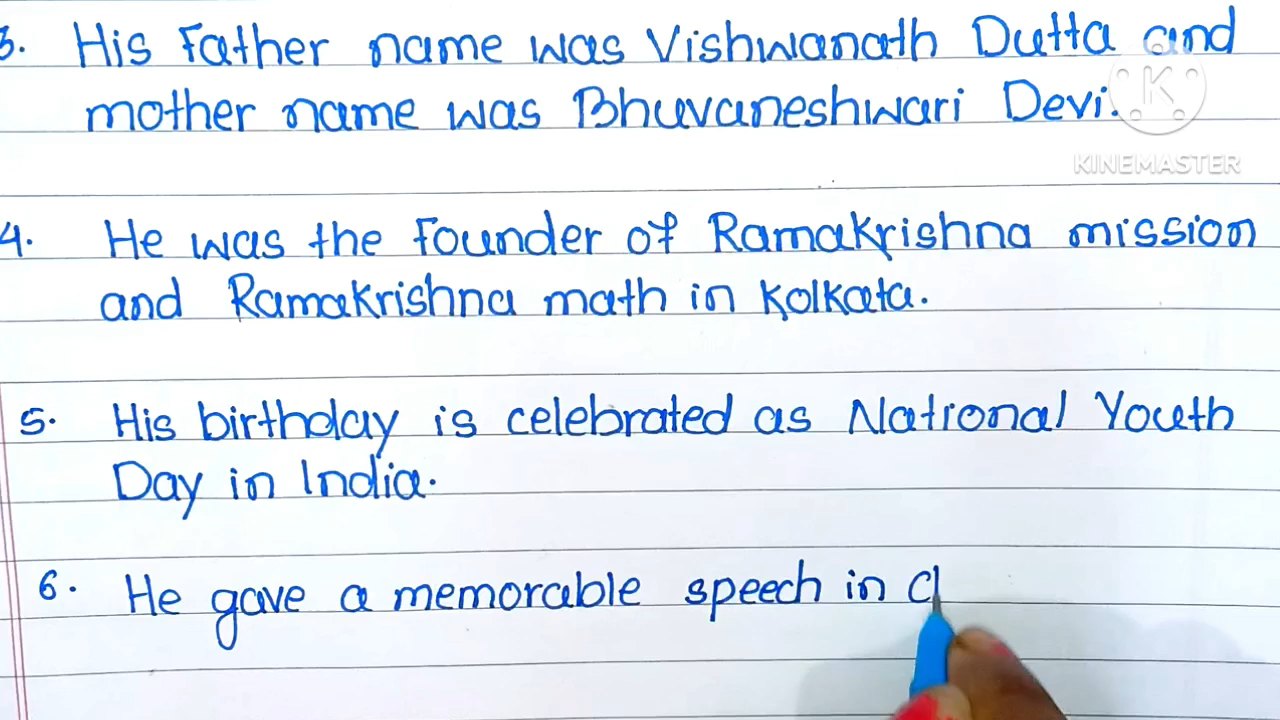 3. His Father name was Vishwanath Dutta and
mother name was Bhuvaneshwari Devi.
K
KINEMASTER
4. He was the founder of Ramakrishna mission
and Ramakrishna math in Kolkata.
5. His birthday is celebrated as National Youth
Day in India.
6. He gave a memorable speech in